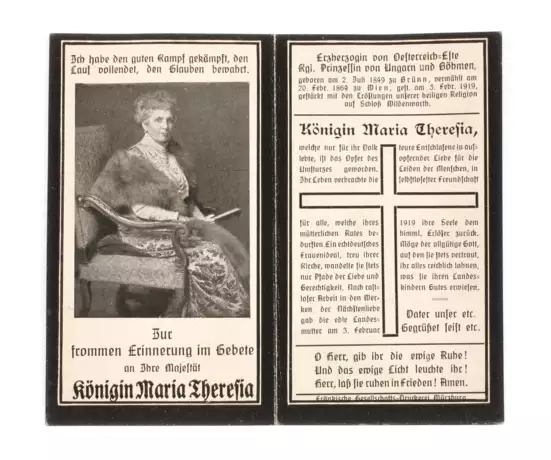 Ich habe den guten Kampf gekämpft, den
Lauf vollendet, den Glauben bewahrt.
Zur
frommen Erinnerung im Gebete
an Ihre Majestät
Königin Maria Theresia
Erzherzogin von Oesterreich-Este
Kgl. Prinzessin von Ungarn und Böhmen,
geboren am 2. Juli 1849 zu Brünn, vermählt am
20. Febr. 1868 zu Wien, gest. am 3. Febr. 1919,
gestärkt mit den Tröstungen unserer heiligen Religion
auf Schloß Wildenwarth.
Königin Maria Theresia,
welche nur für ihr Volk
lebte, ist das Opfer des
Umsturzes geworden.
Ihr Leben verbrachte die
teure Entschlafene in auf-
opfernder Liebe für die
Leiden der Menschen, in
selbstlosester Freundschaft
für alle, welche ihres
mütterlichen Rates be-
durften. Ein echtdeutsches
Frauenideal, treu ihrer
Kirche, wandelte sie stets
nur Pfade der Liebe und
Gerechtigkeit. Nach rast-
loser Arbeit in den Wer-
ken der Nächstenliebe
gab die edle Landes-
mutter am 3. Februar
1919 ihre Seele dem
himml. Erlöser zurück.
Möge der allgütige Gott,
auf den sie stets vertraut,
ihr alles reichlich lohnen,
was sie ihren Landes-
kindern Gutes erwiesen.
Vater unser etc.
Gegrüßet seist etc.
O Herr, gib ihr die ewige Ruhe!
Und das ewige Licht leuchte ihr!
Herr, laß sie ruhen in Frieden! Amen.
Fränkische Gesellschafts-Druckerei Würzburg